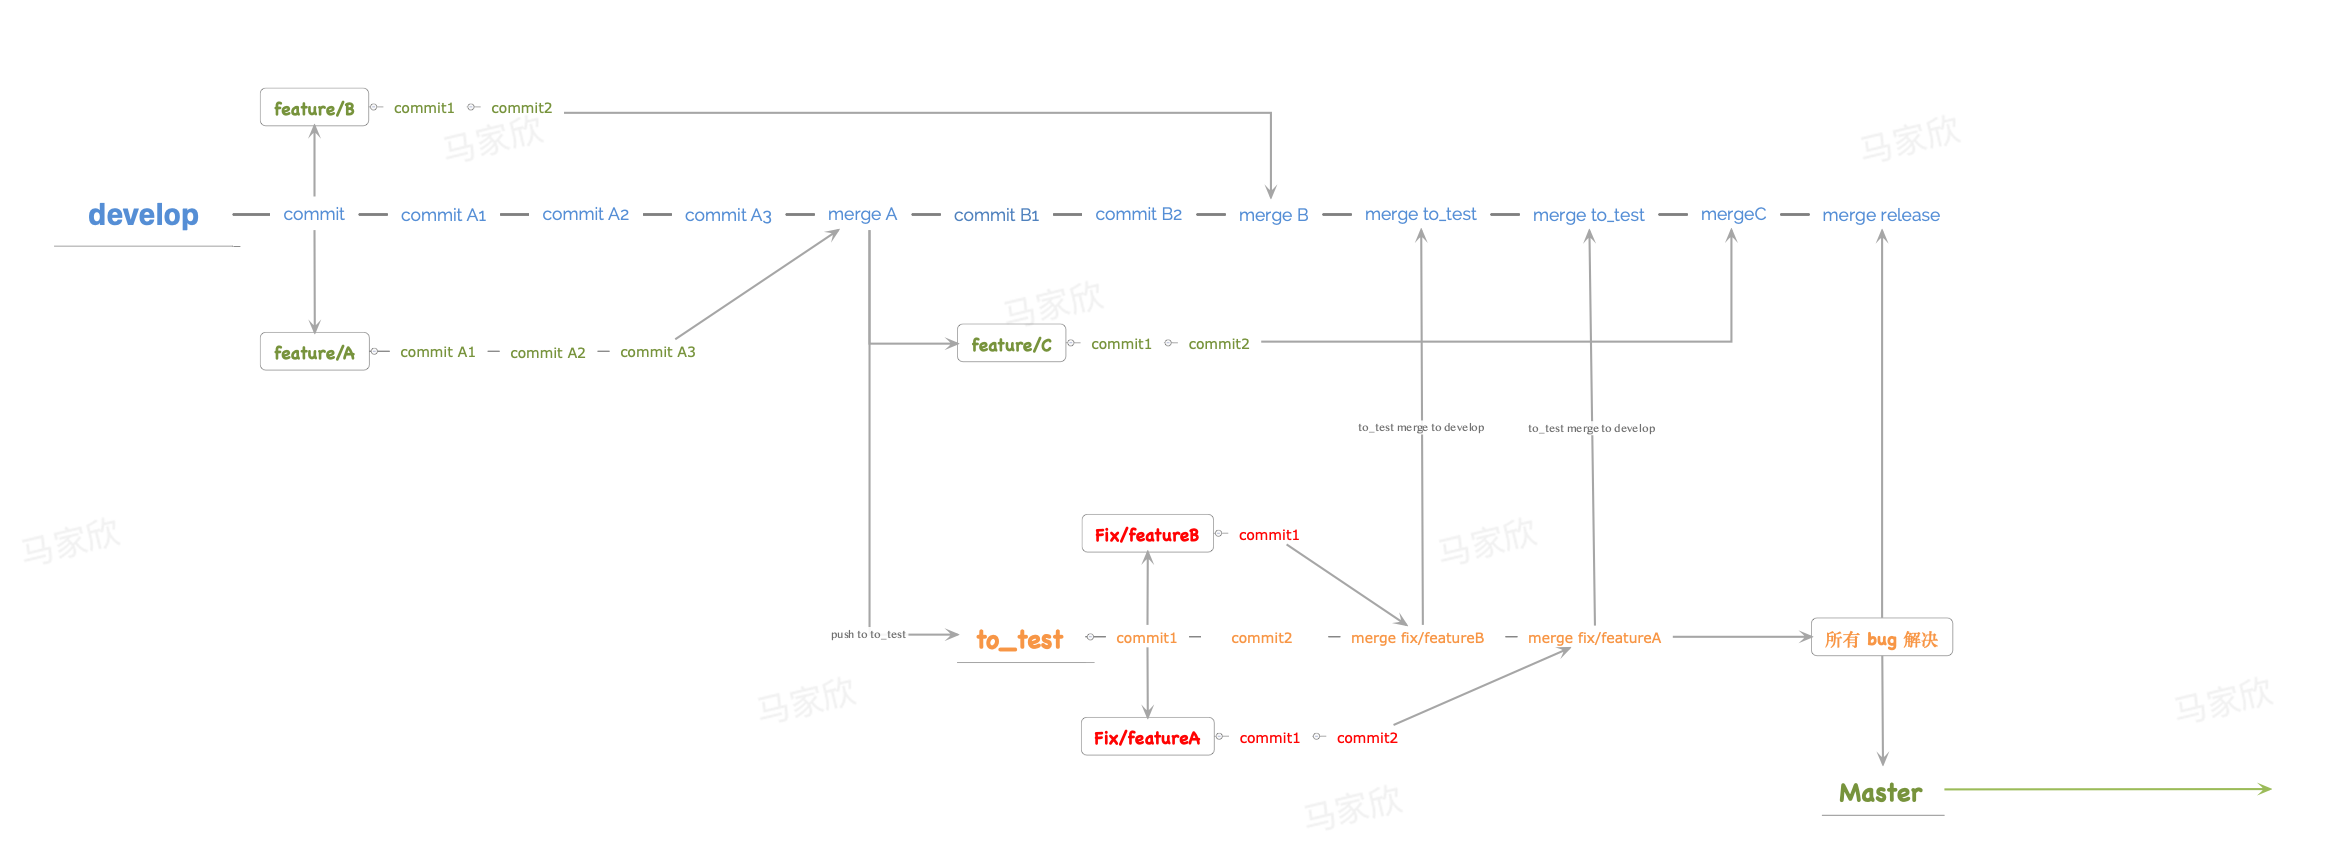 feature/B
commit1
commit2
马家欣
马家欣
develop
commit
commit A1
commit A2
commit A3
merge A
commit B1
commit B2
merge B
merge to_test
merge to_test
mergeC
merge release
马家欣
feature/A
commit A1
commit A2
commit A3
feature/C
commit1
commit2
to_test merge to develop
to_test merge to develop
马家欣
马家欣
Fix/featureB
commit1
push to to_test
to_test
commit1
commit2
merge fix/featureB
merge fix/featureA
所有 bug 解决
马家欣
马家欣
Fix/featureA
commit1
commit2
Master
马家欣